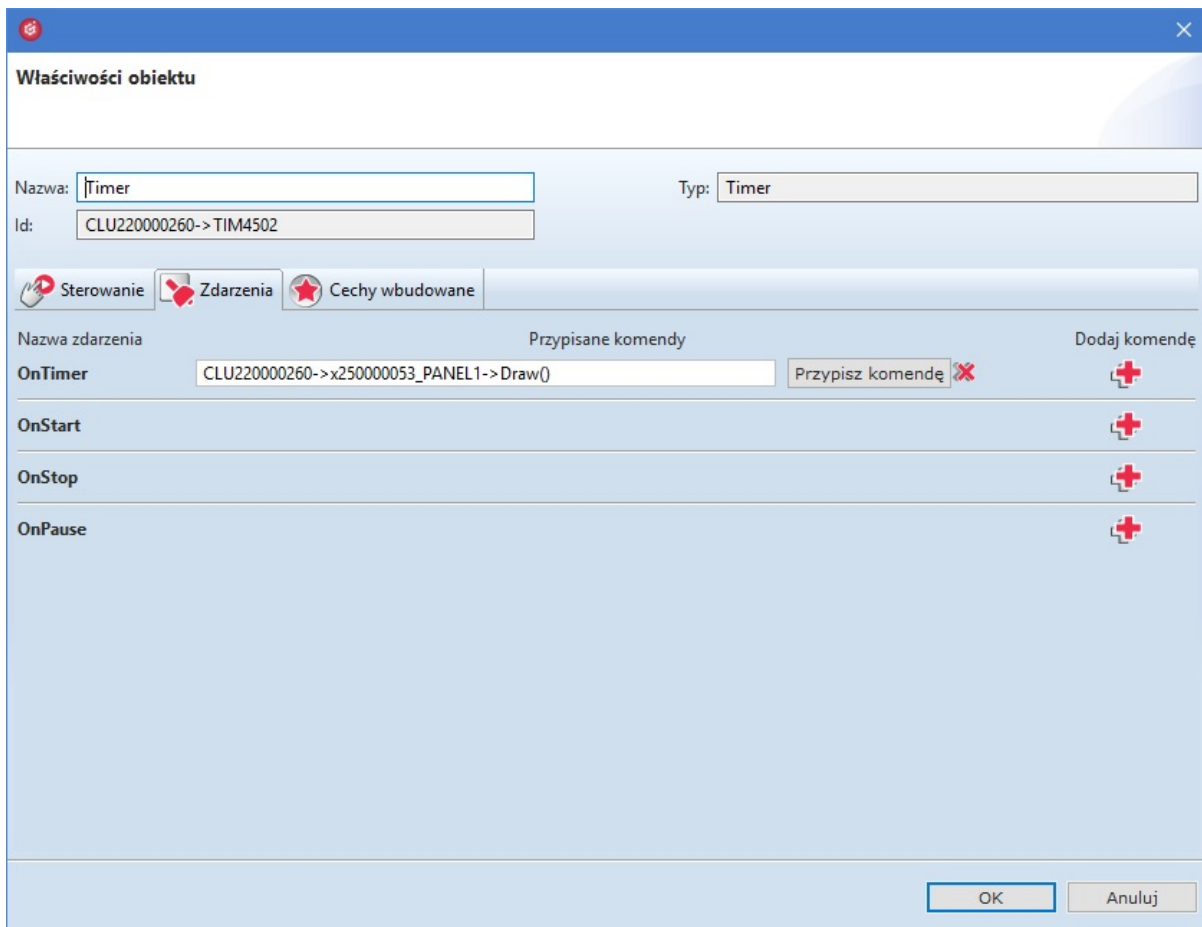 Właściwości obiektu
Nazwa: Timer Typ: Timer
Id: CLU220000260->TIM4502
Sterowanie Zdarzenia Cechy wbudowane
Nazwa zdarzenia Przypisane komendy Dodaj komendę
OnTimer CLU220000260->x250000053_PANEL1->Draw() Przypisz komendę
OnStart
OnStop
OnPause
OK Anuluj